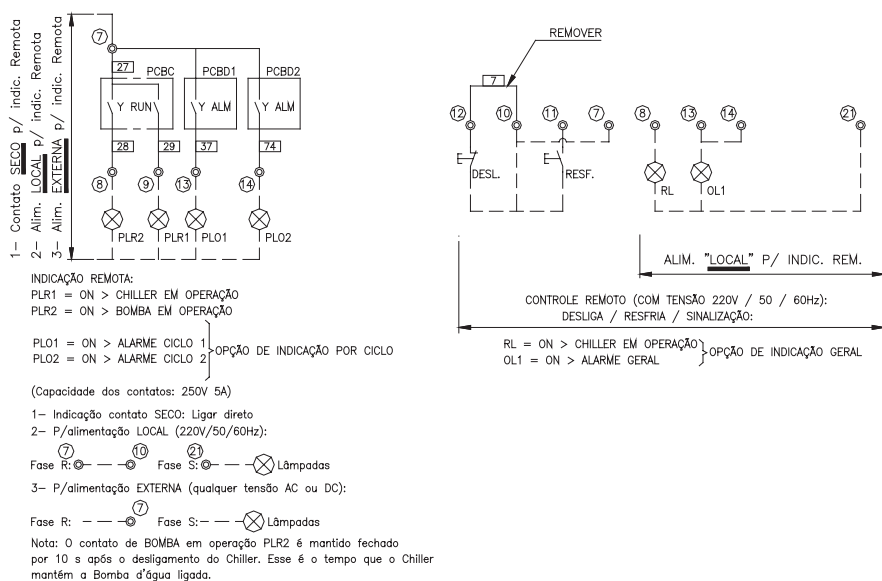 1- Contato SECO p/ indic. Remota
2- Alim. LOCAL p/ indic. Remota
3- Alim. EXTERNA p/ indic. Remota
7
27 PCBC PCBD1 PCBD2
Y RUN Y ALM Y ALM
28 29 37 74
8 9 13 14
PLR2 PLR1 PLO1 PLO2
INDICAÇÃO REMOTA:
PLR1 = ON > CHILLER EM OPERAÇÃO
PLR2 = ON > BOMBA EM OPERAÇÃO
PLO1 = ON > ALARME CICLO 1
PLO2 = ON > ALARME CICLO 2
OPÇÃO DE INDICAÇÃO POR CICLO
(Capacidade dos contatos: 250V 5A)
1- Indicação contato SECO: Ligar direto
2- P/alimentação LOCAL (220V/50/60Hz):
7 10 21
Fase R: Fase S: Lâmpadas
3- P/alimentação EXTERNA (qualquer tensão AC ou DC):
7
Fase R: Fase S: Lâmpadas
Nota: O contato de BOMBA em operação PLR2 é mantido fechado
por 10 s após o desligamento do Chiller. Esse é o tempo que o Chiller
mantém a Bomba d'água ligada.
REMOVER
7
12 10 11 7 8 13 14 21
DESL. RESF. RL OL1
ALIM. "LOCAL" P/ INDIC. REM.
CONTROLE REMOTO (COM TENSÃO 220V / 50 / 60Hz):
DESLIGA / RESFRIA / SINALIZAÇÃO:
RL = ON > CHILLER EM OPERAÇÃO
OL1 = ON > ALARME GERAL
OPÇÃO DE INDICAÇÃO GERAL